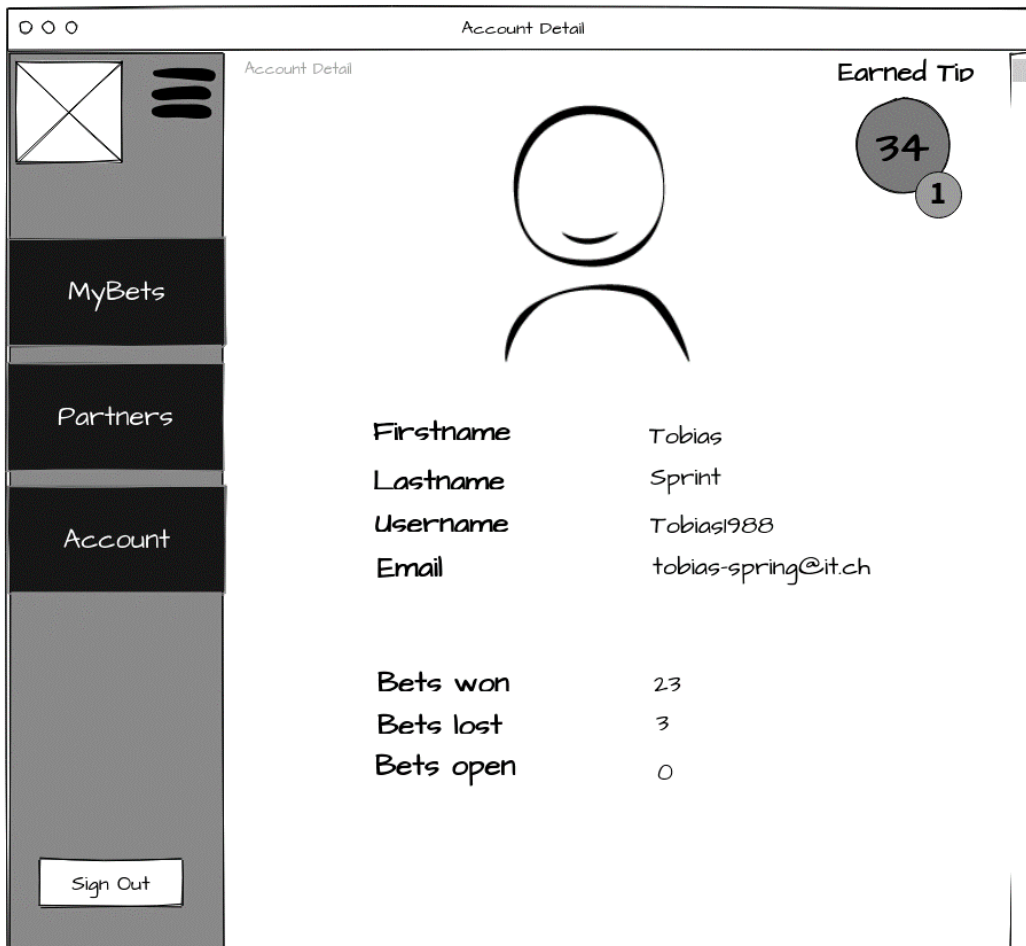 Account Detail
Account Detail
Earned Tip
34
1
MyBets
Partners
Account
Firstname Tobias
Lastname Sprint
Username Tobias1988
Email tobias-spring@it.ch
Bets won 23
Bets lost 3
Bets open 0
Sign Out